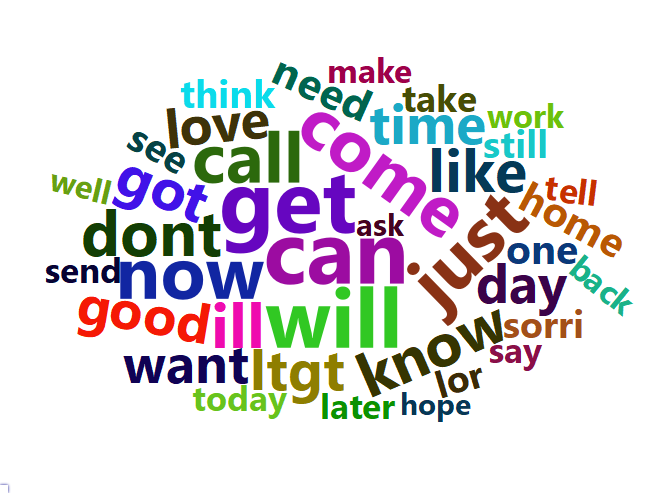 make
need
think
take
love
time
work
come
call
still
see
like
got
get
tell
well
home
just
dont
ask
can
one
send
now
back
day
good
ill
will
know
sorri
want
ltgt
say
lor
today
later
hope